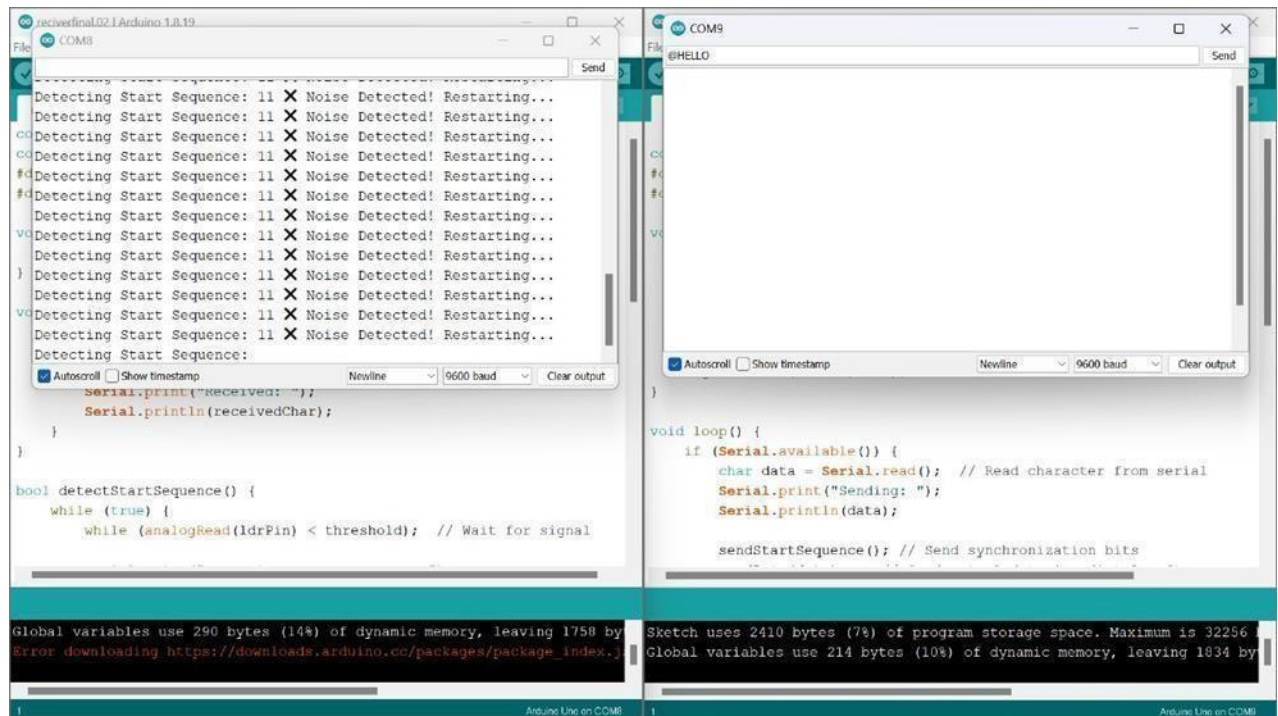 reciverfinal.02 | Arduino 1.8.19
File
COM8
Send
Detecting Start Sequence: 11 ❌ Noise Detected! Restarting...
Detecting Start Sequence: 11 ❌ Noise Detected! Restarting...
Detecting Start Sequence: 11 ❌ Noise Detected! Restarting...
Detecting Start Sequence: 11 ❌ Noise Detected! Restarting...
Detecting Start Sequence: 11 ❌ Noise Detected! Restarting...
Detecting Start Sequence: 11 ❌ Noise Detected! Restarting...
Detecting Start Sequence: 11 ❌ Noise Detected! Restarting...
Detecting Start Sequence: 11 ❌ Noise Detected! Restarting...
Detecting Start Sequence: 11 ❌ Noise Detected! Restarting...
Detecting Start Sequence: 11 ❌ Noise Detected! Restarting...
Detecting Start Sequence: 11 ❌ Noise Detected! Restarting...
Detecting Start Sequence: 11 ❌ Noise Detected! Restarting...
Detecting Start Sequence: 11 ❌ Noise Detected! Restarting...
Detecting Start Sequence:
Autoscroll Show timestamp Newline 9600 baud Clear output
Serial.print("Received: ");
Serial.println(receivedChar);
}
}
bool detectStartSequence() {
while (true) {
while (analogRead(ldrPin) < threshold); // Wait for signal
Global variables use 290 bytes (14%) of dynamic memory, leaving 1758 by
Error downloading https://downloads.arduino.cc/packages/package_index.j
1 Arduino Uno on COM8
COM9
@HELLO Send
Autoscroll Show timestamp Newline 9600 baud Clear output
}
void loop() {
if (Serial.available()) {
char data = Serial.read(); // Read character from serial
Serial.print("Sending: ");
Serial.println(data);
sendStartSequence(); // Send synchronization bits
Sketch uses 2410 bytes (7%) of program storage space. Maximum is 32256
Global variables use 214 bytes (10%) of dynamic memory, leaving 1834 by
1 Arduino Uno on COM9